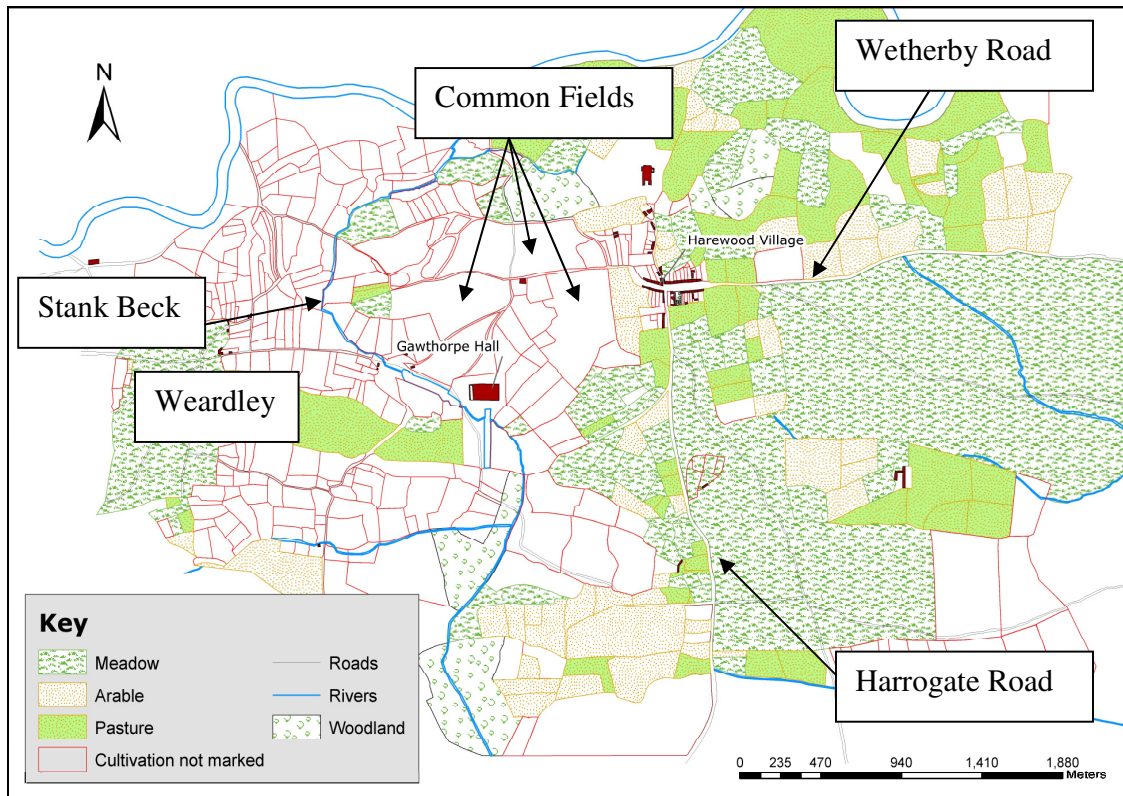 Wetherby Road
N
Common Fields
Harewood Village
Stank Beck
Gawthorpe Hall
Weardley
Key
Meadow
Roads
Arable
Rivers
Pasture
Woodland
Cultivation not marked
Harrogate Road
0 235 470 940 1,410 1,880
Meters